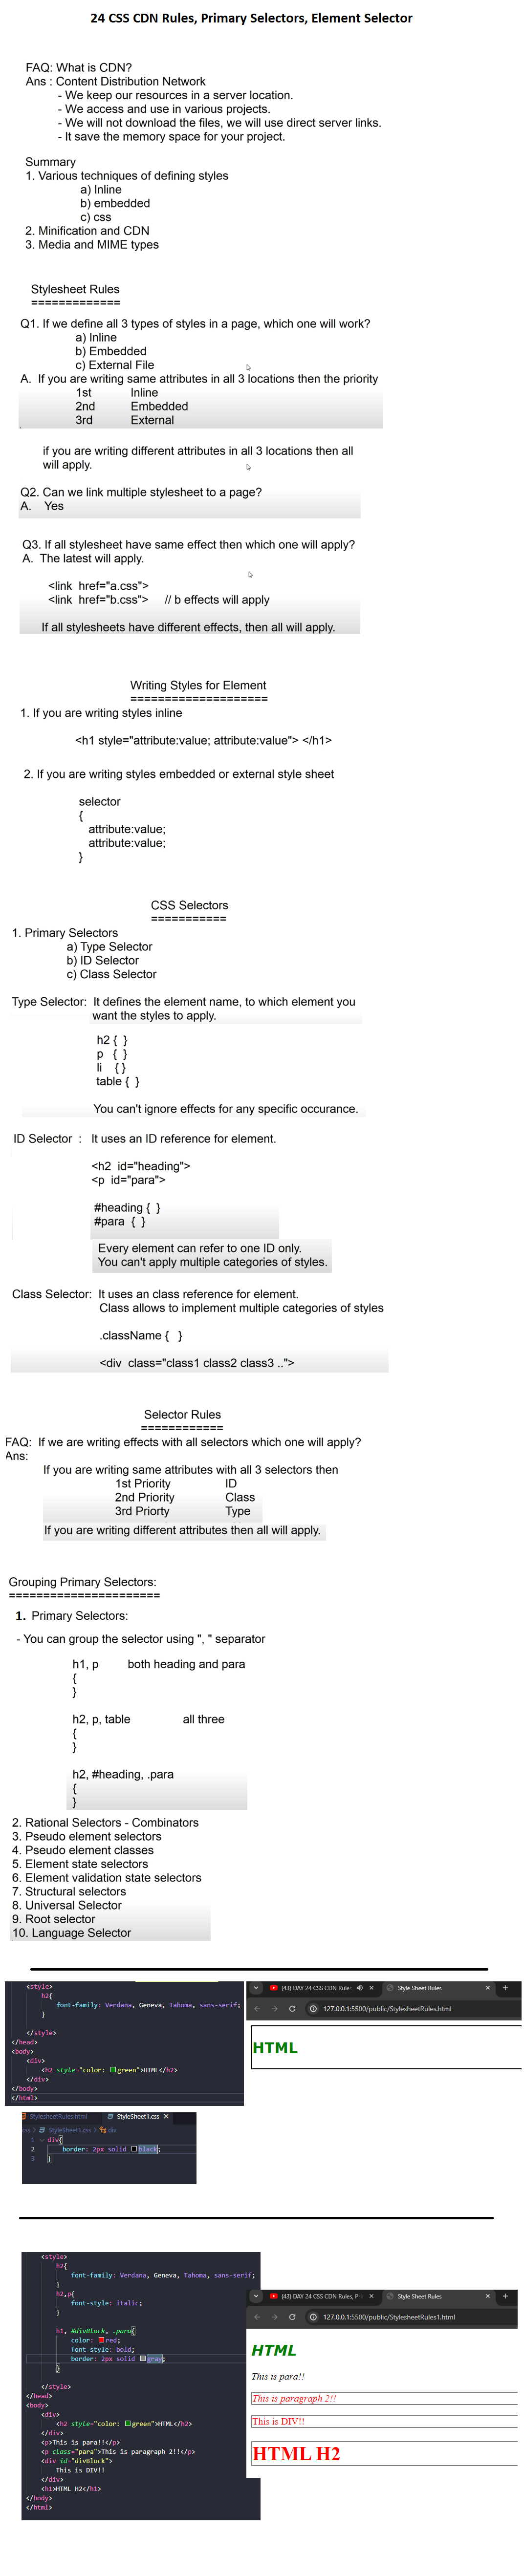 24 CSS CDN Rules, Primary Selectors, Element Selector
FAQ: What is CDN?
Ans : Content Distribution Network
- We keep our resources in a server location.
- We access and use in various projects.
- We will not download the files, we will use direct server links.
- It save the memory space for your project.
Summary
1. Various techniques of defining styles
a) Inline
b) embedded
c) css
2. Minification and CDN
3. Media and MIME types
Stylesheet Rules
=============
Q1. If we define all 3 types of styles in a page, which one will work?
a) Inline
b) Embedded
c) External File
A. If you are writing same attributes in all 3 locations then the priority
1st Inline
2nd Embedded
3rd External
if you are writing different attributes in all 3 locations then all
will apply.
Q2. Can we link multiple stylesheet to a page?
A. Yes
Q3. If all stylesheet have same effect then which one will apply?
A. The latest will apply.
<link href="a.css">
<link href="b.css"> // b effects will apply
If all stylesheets have different effects, then all will apply.
Writing Styles for Element
====================
1. If you are writing styles inline
<h1 style="attribute:value; attribute:value"> </h1>
2. If you are writing styles embedded or external style sheet
selector
{
attribute:value;
attribute:value;
}
CSS Selectors
===========
1. Primary Selectors
a) Type Selector
b) ID Selector
c) Class Selector
Type Selector: It defines the element name, to which element you
want the styles to apply.
h2 { }
p { }
li {}
table { }
You can't ignore effects for any specific occurance.
ID Selector : It uses an ID reference for element.
<h2 id="heading">
<p id="para">
#heading { }
#para { }
Every element can refer to one ID only.
You can't apply multiple categories of styles.
Class Selector: It uses an class reference for element.
Class allows to implement multiple categories of styles
.className { }
<div class="class1 class2 class3 ..">
Selector Rules
============
FAQ: If we are writing effects with all selectors which one will apply?
Ans:
If you are writing same attributes with all 3 selectors then
1st Priority ID
2nd Priority Class
3rd Priorty Type
If you are writing different attributes then all will apply.
Grouping Primary Selectors:
======================
1. Primary Selectors:
- You can group the selector using ", " separator
h1, p both heading and para
{
}
h2, p, table all three
{
}
h2, #heading, .para
{
}
2. Rational Selectors - Combinators
3. Pseudo element selectors
4. Pseudo element classes
5. Element state selectors
6. Element validation state selectors
7. Structural selectors
8. Universal Selector
9. Root selector
10. Language Selector
<style>
h2{
font-family: Verdana, Geneva, Tahoma, sans-serif;
}
</style>
</head>
<body>
<div>
<h2 style="color: green">HTML</h2>
</div>
</body>
</html>
(43) DAY 24 CSS CDN Rule Style Sheet Rules
127.0.0.1:5500/public/StylesheetRules.html
HTML
StylesheetRules.html StyleSheet1.css X
css > StyleSheet1.css > div
1 div{
2 border: 2px solid black;
3 }
<style>
h2{
font-family: Verdana, Geneva, Tahoma, sans-serif;
}
h2,p{
font-style: italic;
}
h1, #divBlock, .para{
color: red;
font-style: bold;
border: 2px solid gray;
}
</style>
</head>
<body>
<div>
<h2 style="color: green">HTML</h2>
</div>
<p>This is para!!</p>
<p class="para">This is paragraph 2!!</p>
<div id="divBlock">
This is DIV!!
</div>
<h1>HTML H2</h1>
</body>
</html>
(43) DAY 24 CSS CDN Rules, Pr Style Sheet Rules
127.0.0.1:5500/public/StylesheetRules1.html
HTML
This is para!!
This is paragraph 2!!
This is DIV!!
HTML H2